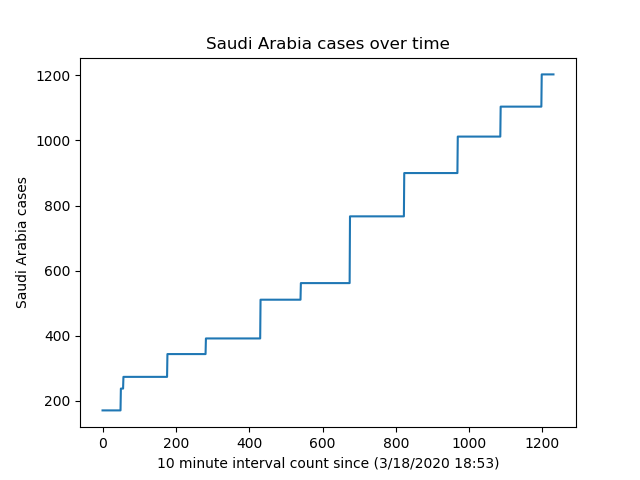 Saudi Arabia cases over time
1200
1000
800
600
400
200
Saudi Arabia cases
0 200 400 600 800 1000 1200
10 minute interval count since (3/18/2020 18:53)